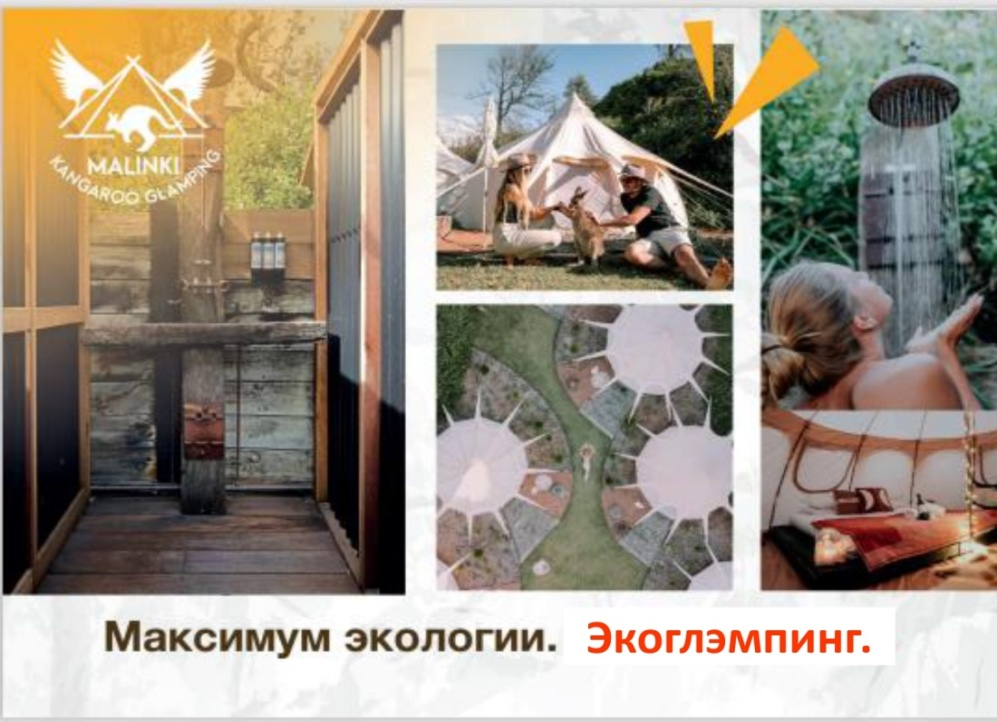 MALINKI
KANGAROO GLAMPING
Максимум экологии. Экоглэмпинг.